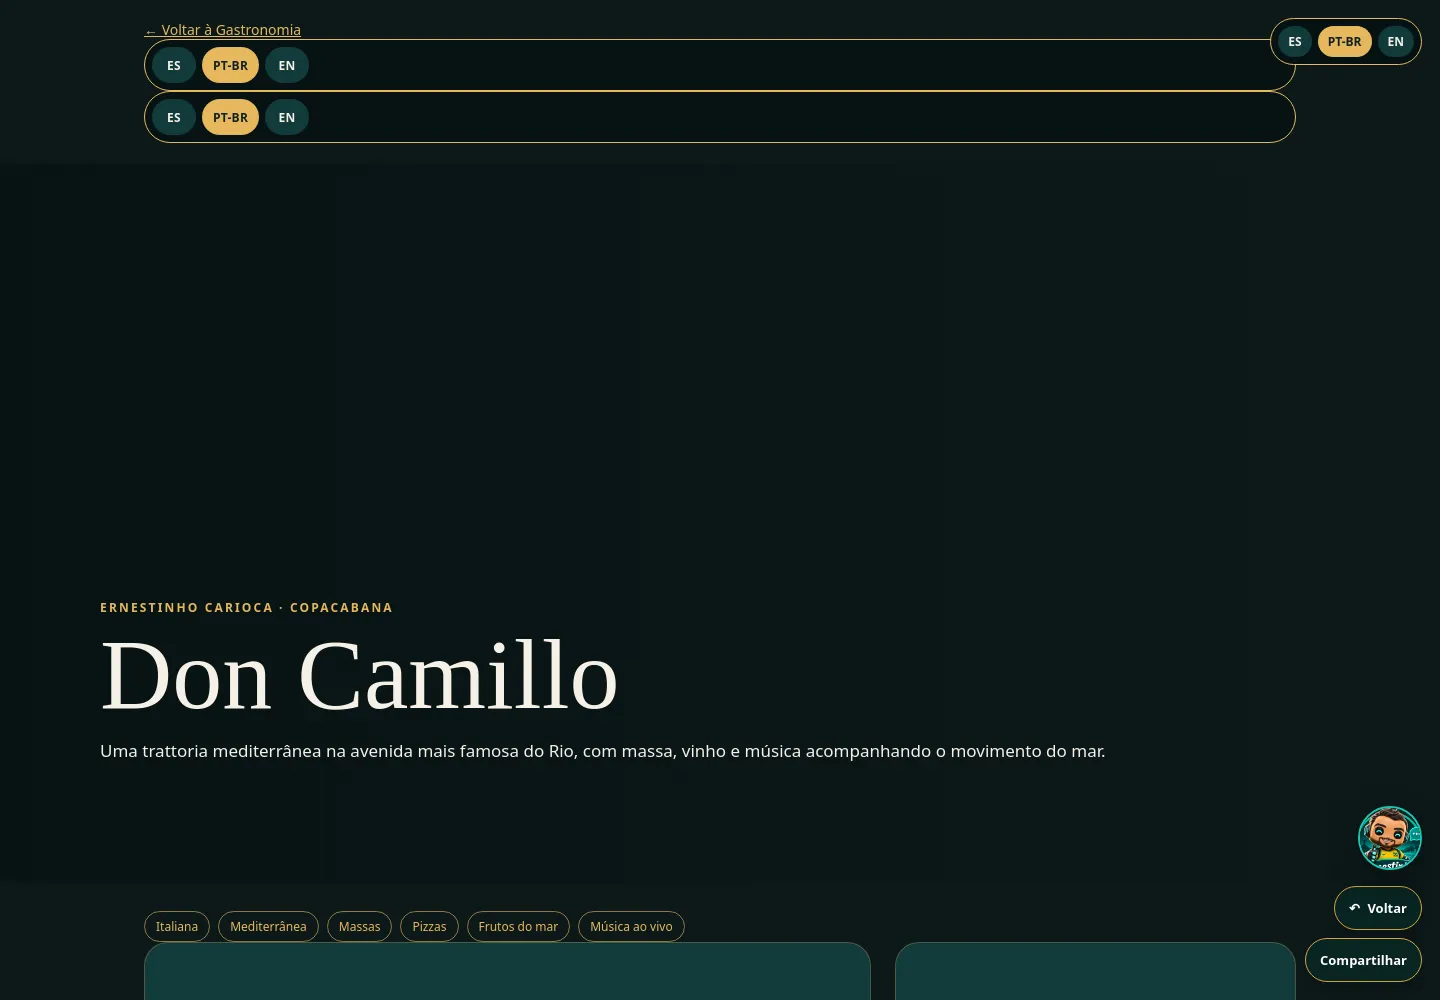 ← Voltar à Gastronomia
ES PT-BR EN
ES PT-BR EN
ES PT-BR EN
ERNESTINHO CARIOCA · COPACABANA
Don Camillo
Uma trattoria mediterrânea na avenida mais famosa do Rio, com massa, vinho e música acompanhando o movimento do mar.
Italiana Mediterrânea Massas Pizzas Frutos do mar Música ao vivo
↶ Voltar
Compartilhar